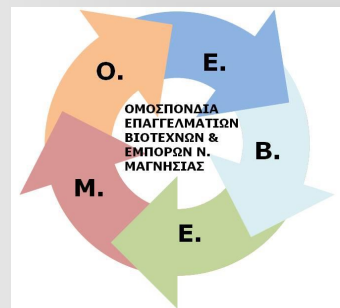 Ο.
Ε.
Β.
Ε.
Μ.
ΟΜΟΣΠΟΝΔΙΑ
ΕΠΑΓΓΕΛΜΑΤΙΩΝ
ΒΙΟΤΕΧΝΩΝ &
ΕΜΠΟΡΩΝ Ν.
ΜΑΓΝΗΣΙΑΣ